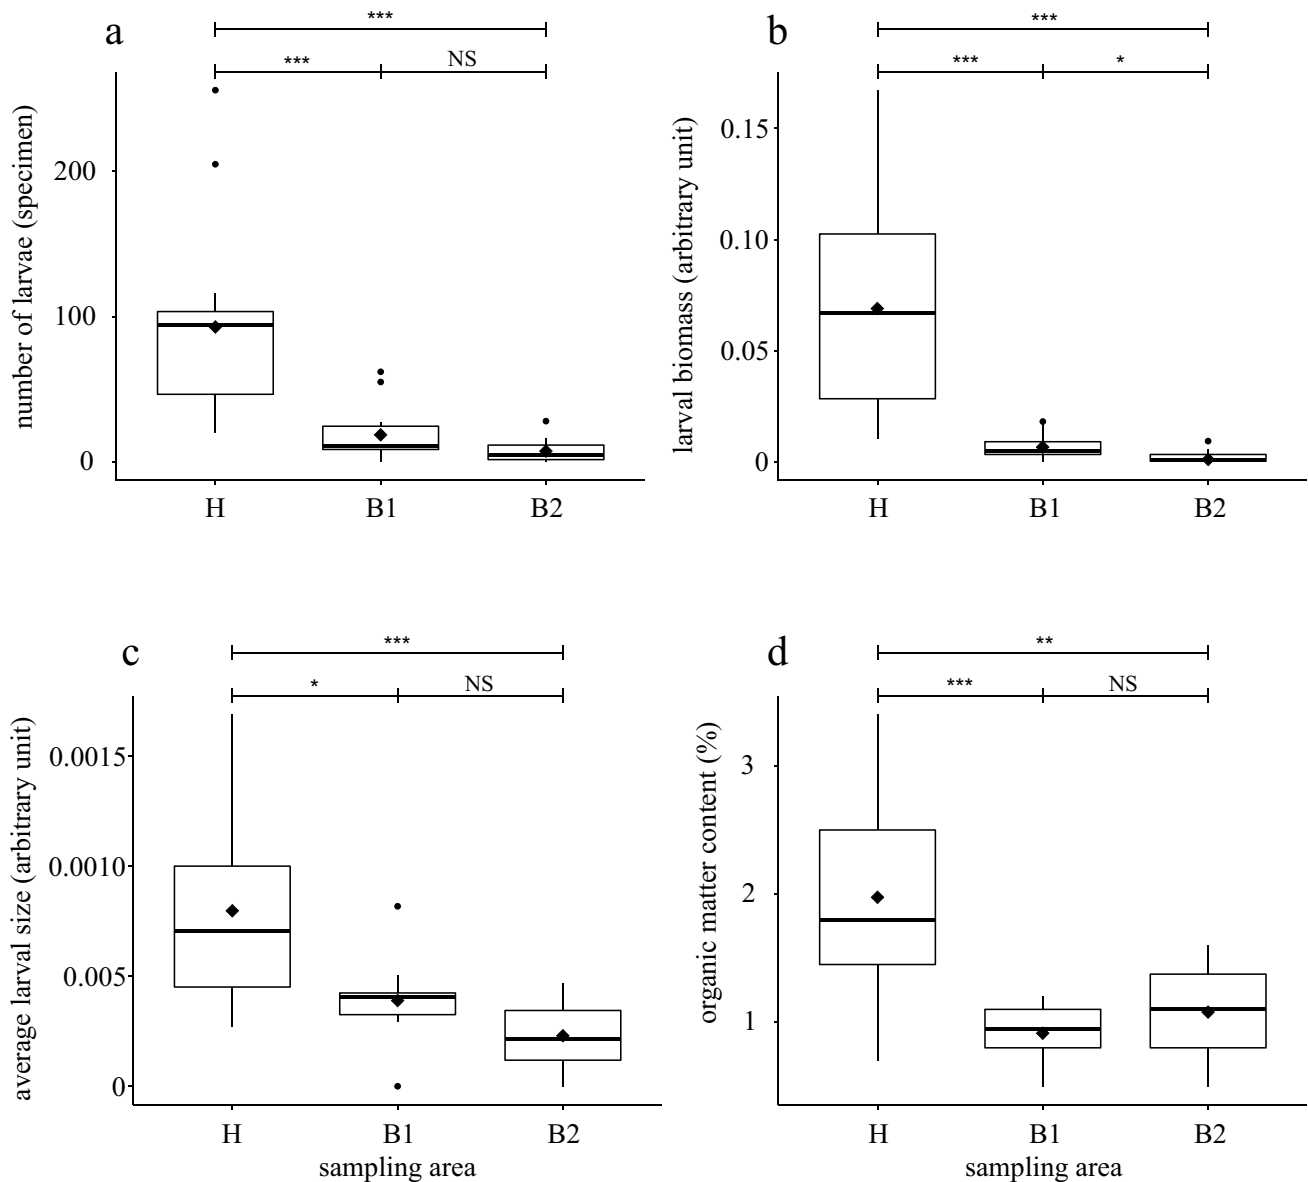 a
***
***
NS
number of larvae (specimen)
200
100
0
H
B1
B2
b
***
***
*
larval biomass (arbitrary unit)
0.15
0.10
0.05
0
H
B1
B2
c
***
*
NS
average larval size (arbitrary unit)
0.0015
0.0010
0.005
0
H
B1
B2
sampling area
d
**
***
NS
organic matter content (%)
3
2
1
H
B1
B2
sampling area